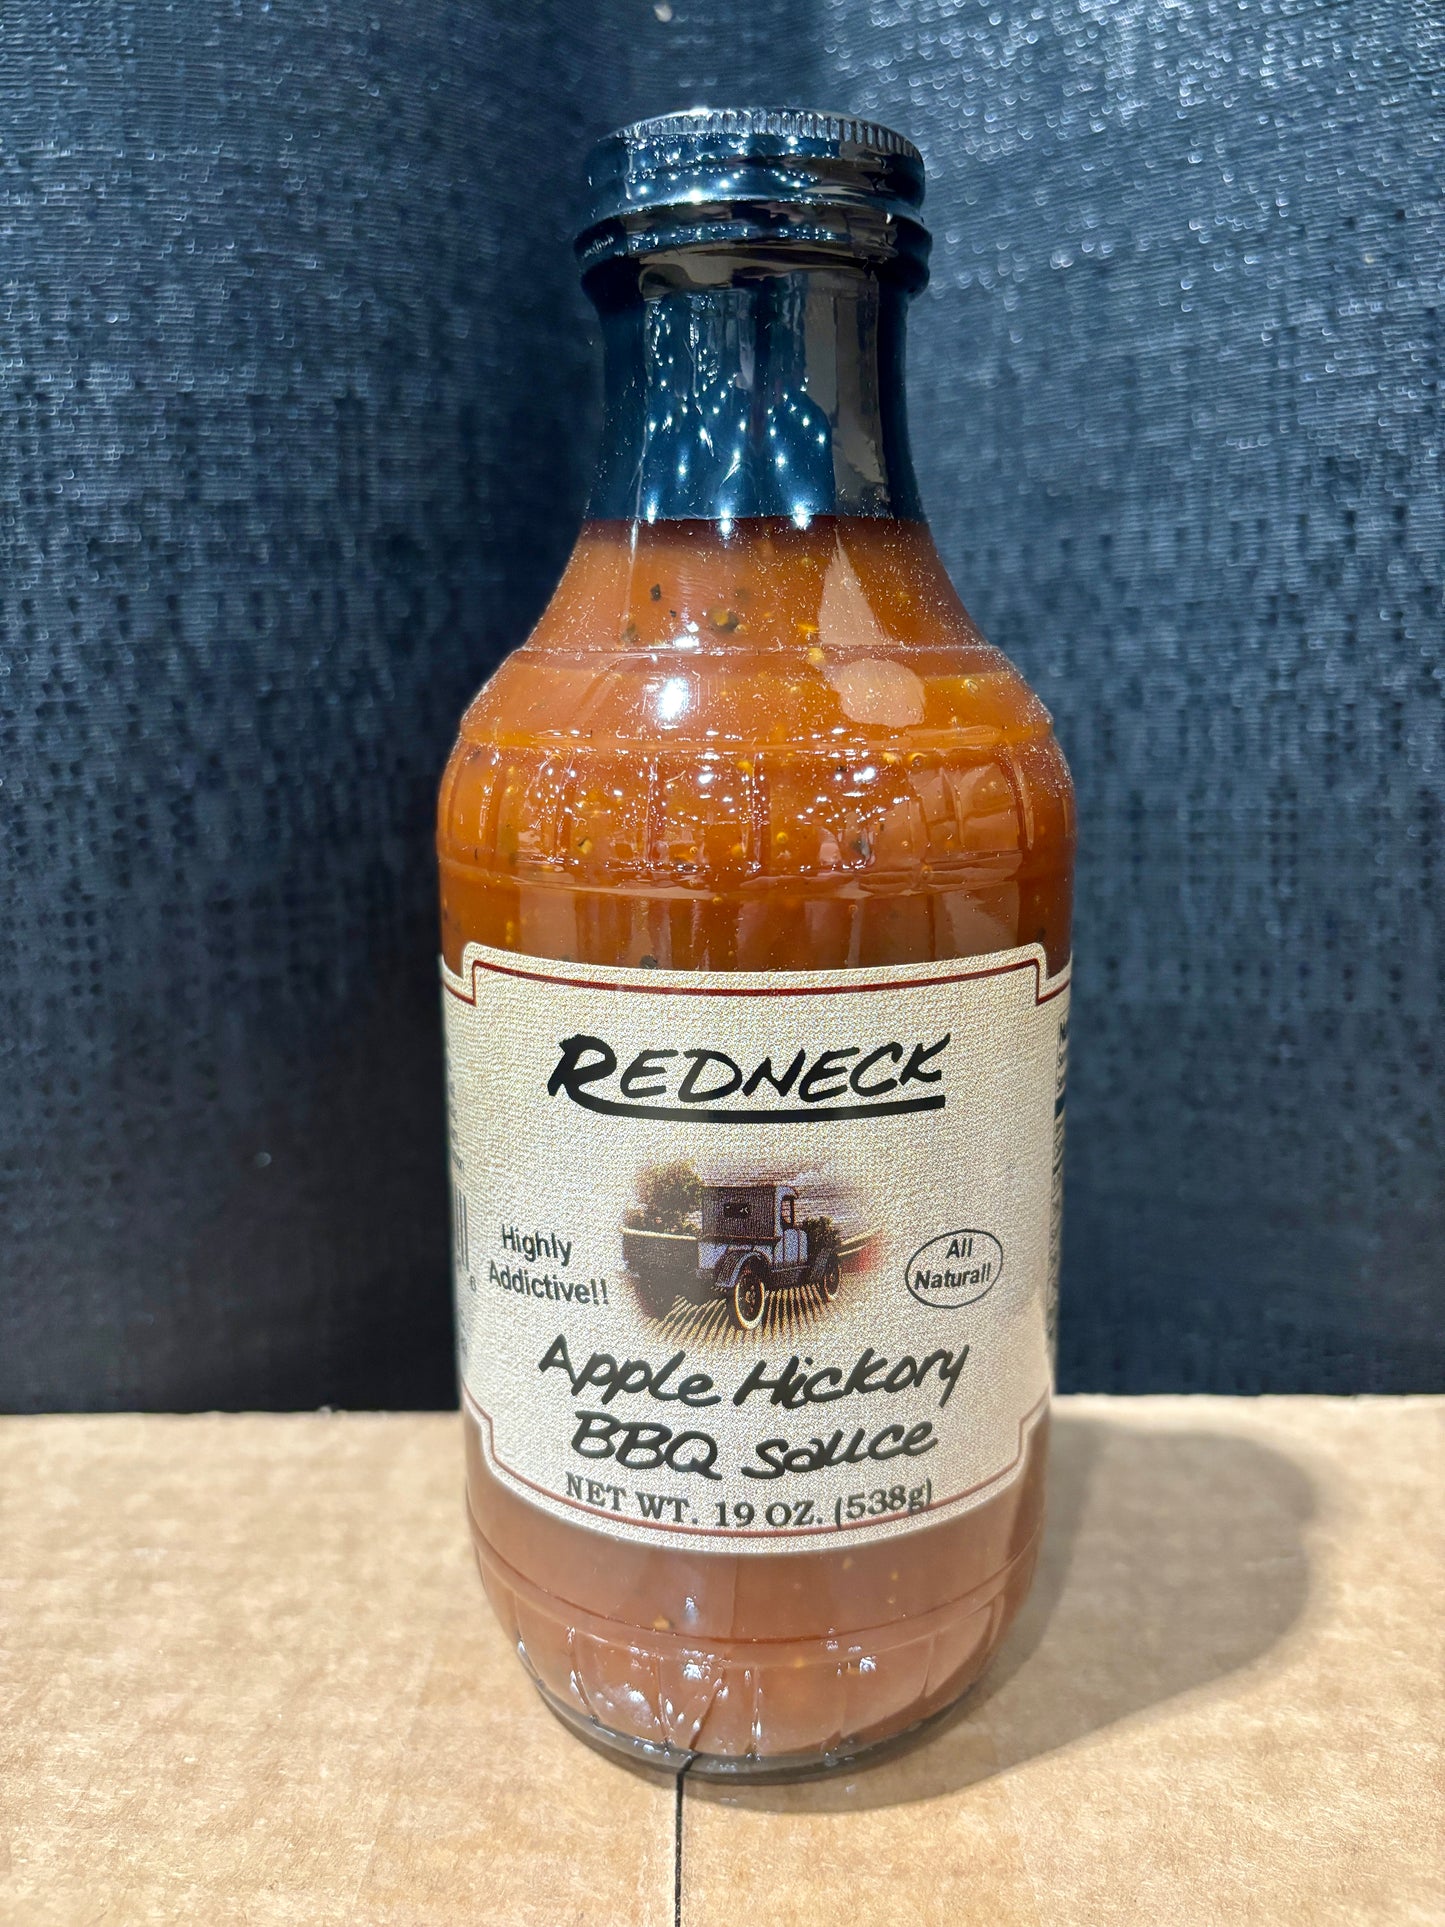 REDNECK
Highly
Addictive!!
All
Natural!
Apple Hickory
BBQ sauce
NET WT. 19 OZ. (538g)